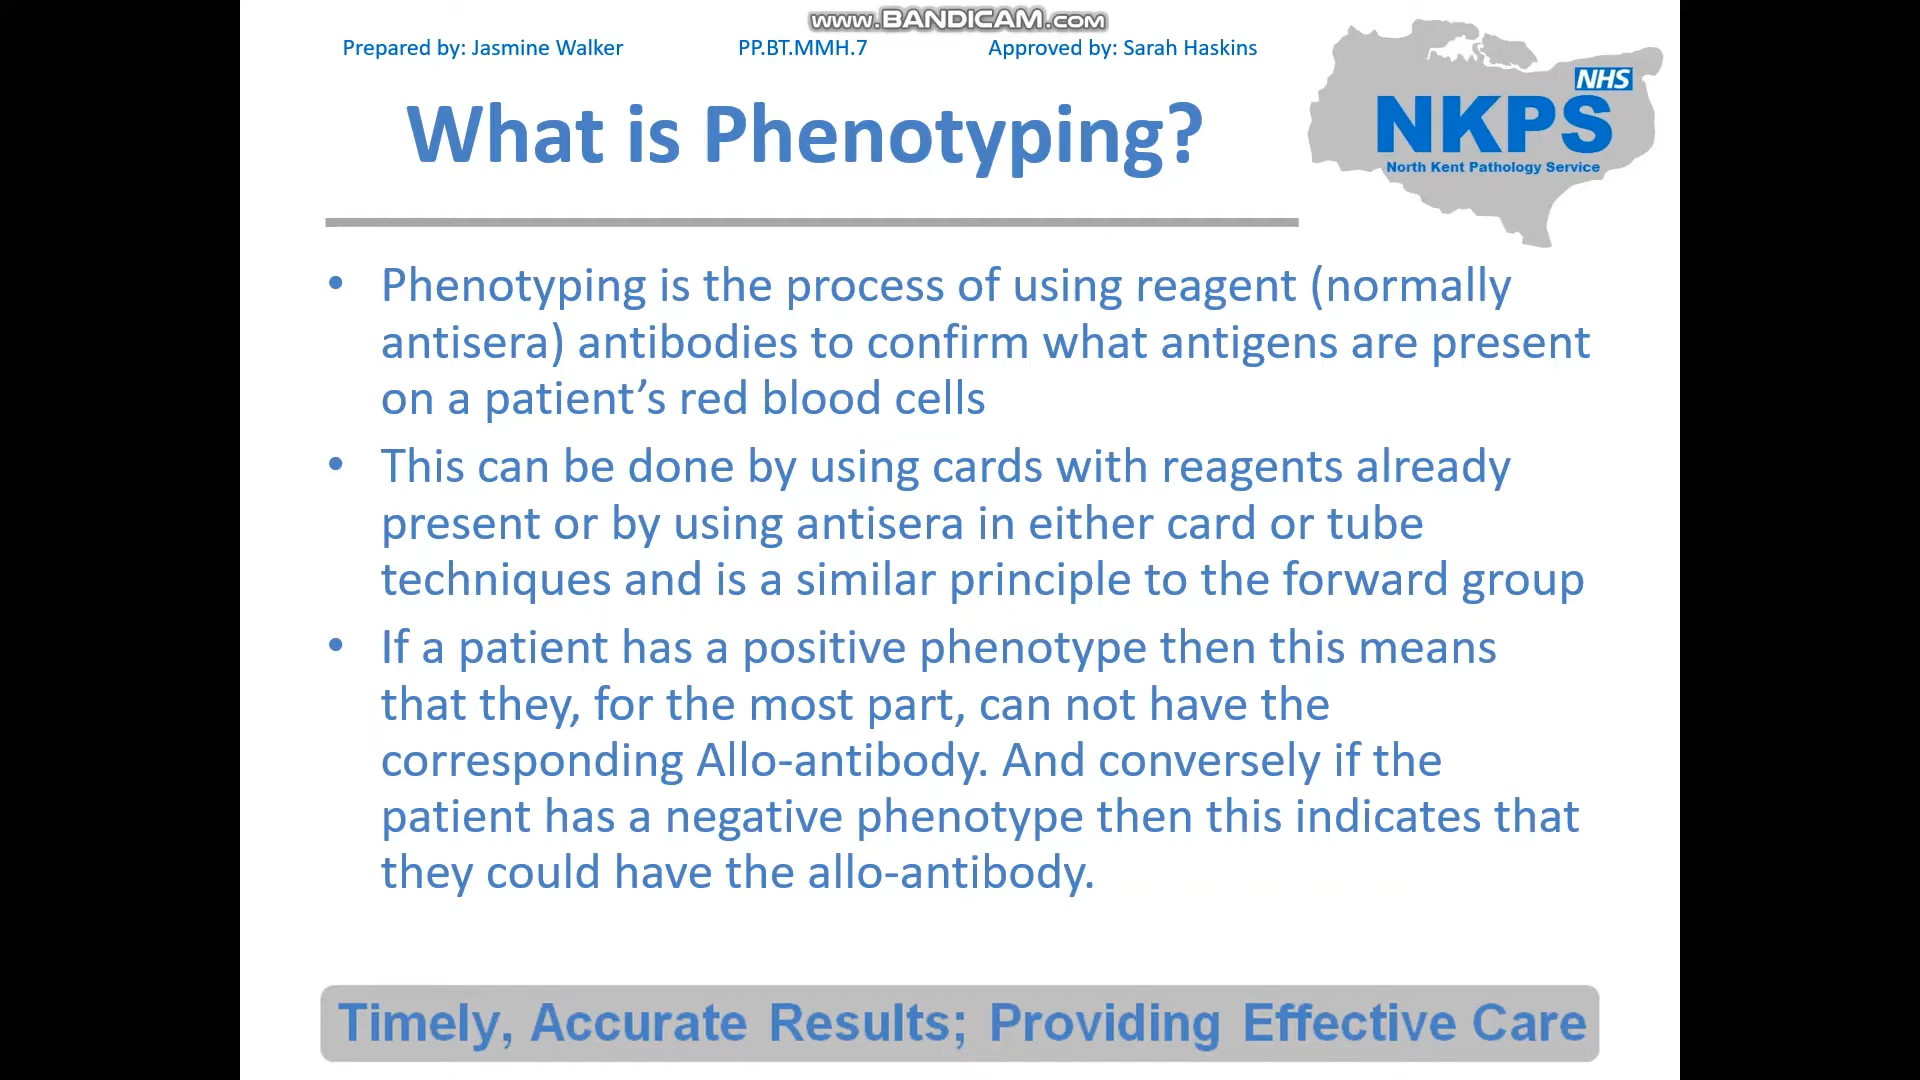 www.BANDICAM.com
Prepared by: Jasmine Walker PP.BT.MMH.7 Approved by: Sarah Haskins
What is Phenotyping?
NHS
NKPS
North Kent Pathology Service
• Phenotyping is the process of using reagent (normally
antisera) antibodies to confirm what antigens are present
on a patient’s red blood cells
• This can be done by using cards with reagents already
present or by using antisera in either card or tube
techniques and is a similar principle to the forward group
• If a patient has a positive phenotype then this means
that they, for the most part, can not have the
corresponding Allo-antibody. And conversely if the
patient has a negative phenotype then this indicates that
they could have the allo-antibody.
Timely, Accurate Results; Providing Effective Care